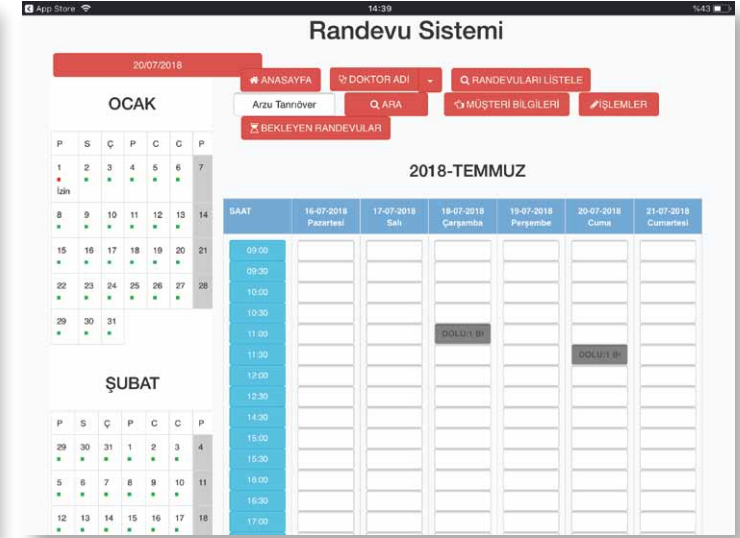 App Store 14:39 %43
Randevu Sistemi
20/07/2018
ANASAYFA DOKTOR ADI RANDEVULARI LİSTELE
Arzu Tanrıöver ARA MÜŞTERİ BİLGİLERİ İŞLEMLER
BEKLEYEN RANDEVULAR
OCAK
P S Ç P C C P
1 2 3 4 5 6 7
İzin
8 9 10 11 12 13 14
15 16 17 18 19 20 21
22 23 24 25 26 27 28
29 30 31
ŞUBAT
P S Ç P C C P
29 30 31 1 2 3 4
5 6 7 8 9 10 11
12 13 14 15 16 17 18
2018-TEMMUZ
SAAT 16-07-2018 17-07-2018 18-07-2018 19-07-2018 20-07-2018 21-07-2018
Pazartesi Salı Çarşamba Perşembe Cuma Cumartesi
09:00
09:30
10:00
10:30
11:00 DOLU:1 Bi
11:30 DOLU:1 Bi
12:00
12:30
14:30
15:00
15:30
16:00
16:30
17:00